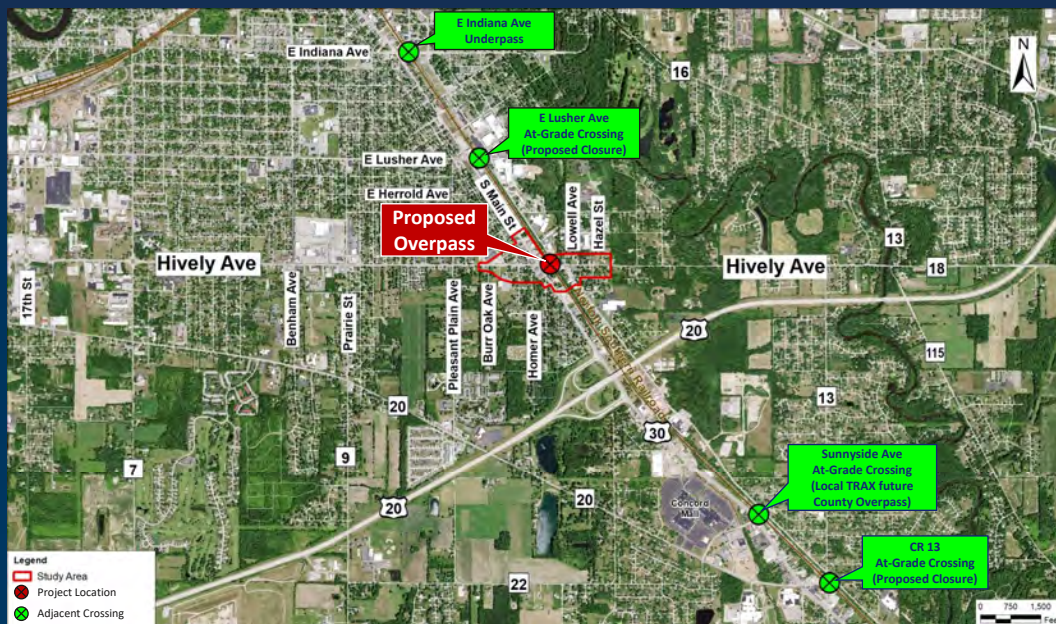 E Indiana Ave
Underpass
E Indiana Ave
N
16
E Lusher Ave
At-Grade Crossing
(Proposed Closure)
E Lusher Ave
E Herrold Ave
S Main St
Lowell Ave
Hazel St
Proposed
Overpass
13
Hively Ave
Hively Ave
18
17th St
Benham Ave
Prairie St
Pleasant Plain Ave
Burr Oak Ave
Homer Ave
20
115
20
13
30
7
9
Sunnyside Ave
At-Grade Crossing
(Local TRAX future
County Overpass)
20
20
Concord
CR 13
At-Grade Crossing
(Proposed Closure)
22
Legend
Study Area
Project Location
Adjacent Crossing
0 750 1,500